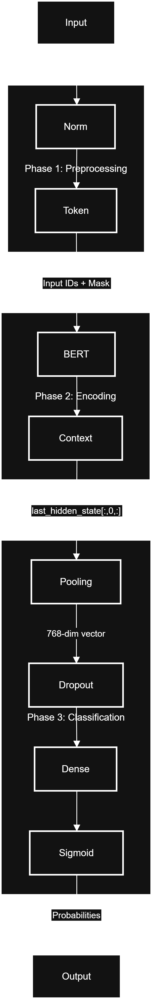 Input
Norm
Phase 1: Preprocessing
Token
Input IDs + Mask
BERT
Phase 2: Encoding
Context
last_hidden_state[:,0,:]
Pooling
768-dim vector
Dropout
Phase 3: Classification
Dense
Sigmoid
Probabilities
Output